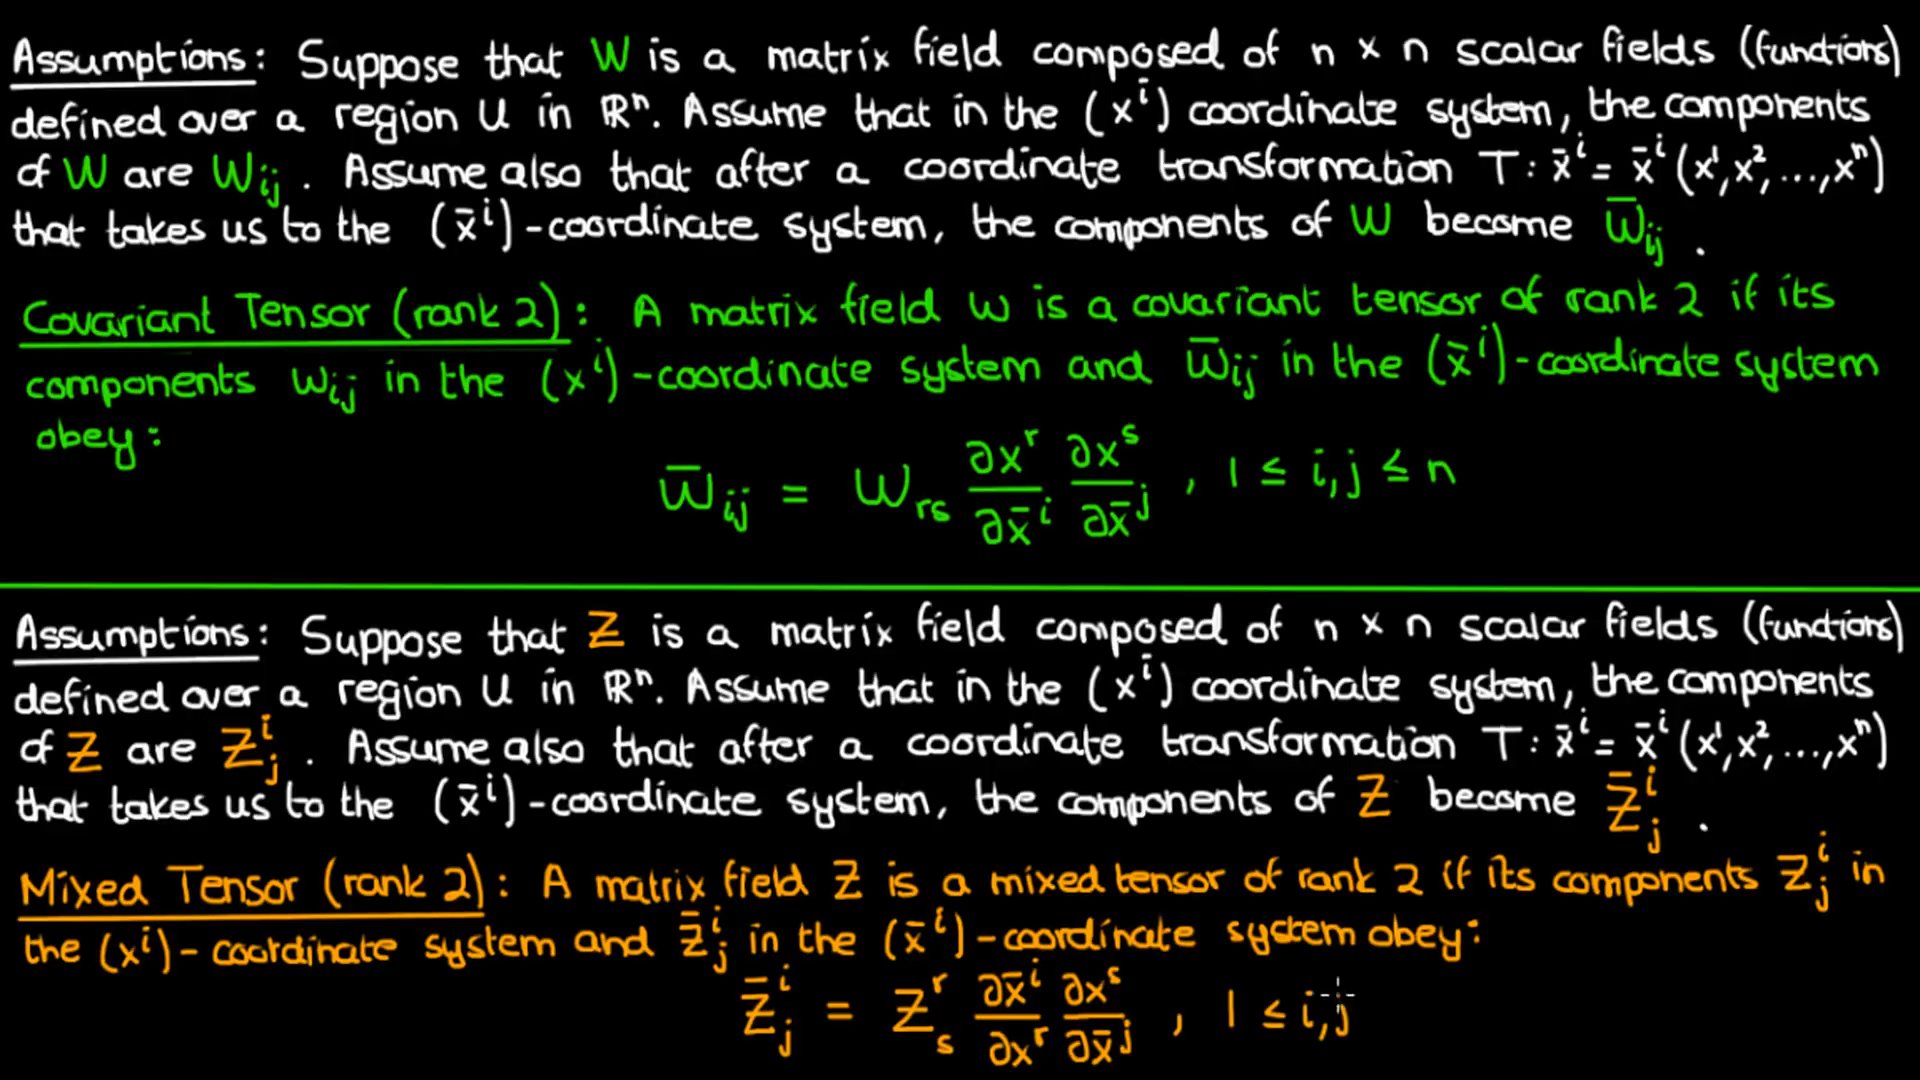 Assumptions: Suppose that W is a matrix field composed of n × n scalar fields (functions)
defined over a region U in ℝⁿ. Assume that in the (xⁱ) coordinate system, the components
of W are Wᵢⱼ. Assume also that after a coordinate transformation T: x̄ⁱ = x̄ⁱ(x¹,x²,...,xⁿ)
that takes us to the (x̄ⁱ)-coordinate system, the components of W become W̄ᵢⱼ.
Covariant Tensor (rank 2): A matrix field W is a covariant tensor of rank 2 if its
components Wᵢⱼ in the (xⁱ)-coordinate system and W̄ᵢⱼ in the (x̄ⁱ)-coordinate system
obey:
W̄ᵢⱼ = Wᵣₛ ∂xʳ/∂x̄ⁱ ∂xˢ/∂x̄ʲ , 1 ≤ i,j ≤ n
Assumptions: Suppose that Z is a matrix field composed of n × n scalar fields (functions)
defined over a region U in ℝⁿ. Assume that in the (xⁱ) coordinate system, the components
of Z are Zⁱⱼ. Assume also that after a coordinate transformation T: x̄ⁱ = x̄ⁱ(x¹,x²,...,xⁿ)
that takes us to the (x̄ⁱ)-coordinate system, the components of Z become Z̄ⁱⱼ.
Mixed Tensor (rank 2): A matrix field Z is a mixed tensor of rank 2 if its components Zⁱⱼ in
the (xⁱ)-coordinate system and Z̄ⁱⱼ in the (x̄ⁱ)-coordinate system obey:
Z̄ⁱⱼ = Zʳₛ ∂x̄ⁱ/∂xʳ ∂xˢ/∂x̄ʲ , 1 ≤ i,j